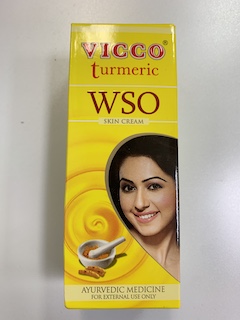 VICCO®
turmeric
WSO
SKIN CREAM
AYURVEDIC MEDICINE
FOR EXTERNAL USE ONLY